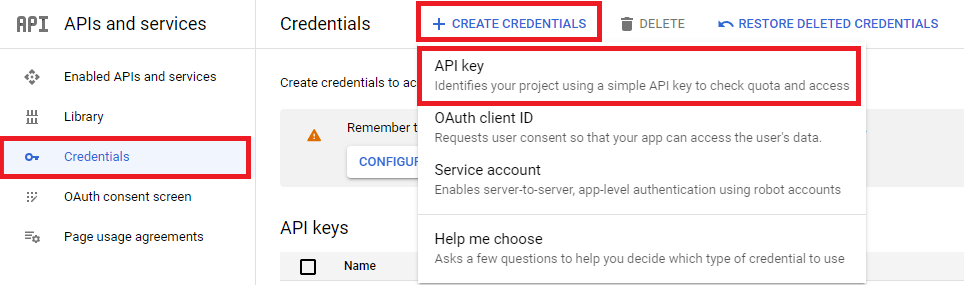 API APIs and services
Credentials
+ CREATE CREDENTIALS
DELETE
RESTORE DELETED CREDENTIALS
Enabled APIs and services
Library
Credentials
OAuth consent screen
Page usage agreements
Create credentials to ac
Remember t
CONFIGU
API key
Identifies your project using a simple API key to check quota and access
OAuth client ID
Requests user consent so that your app can access the user's data.
Service account
Enables server-to-server, app-level authentication using robot accounts
Help me choose
Asks a few questions to help you decide which type of credential to use
API keys
Name